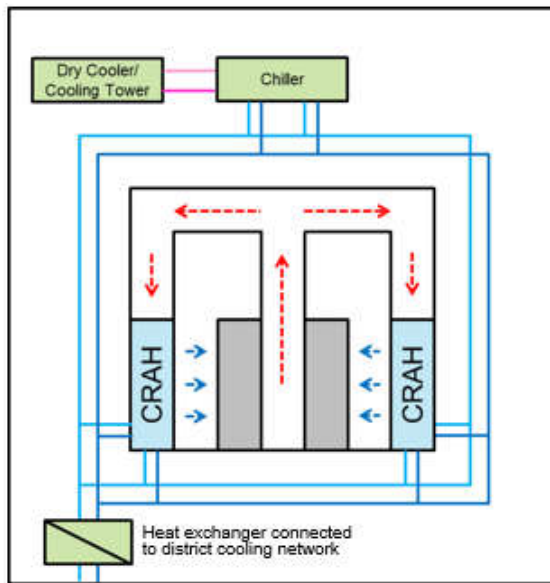 Dry Cooler/
Cooling Tower
Chiller
CRAH
CRAH
Heat exchanger connected
to district cooling network